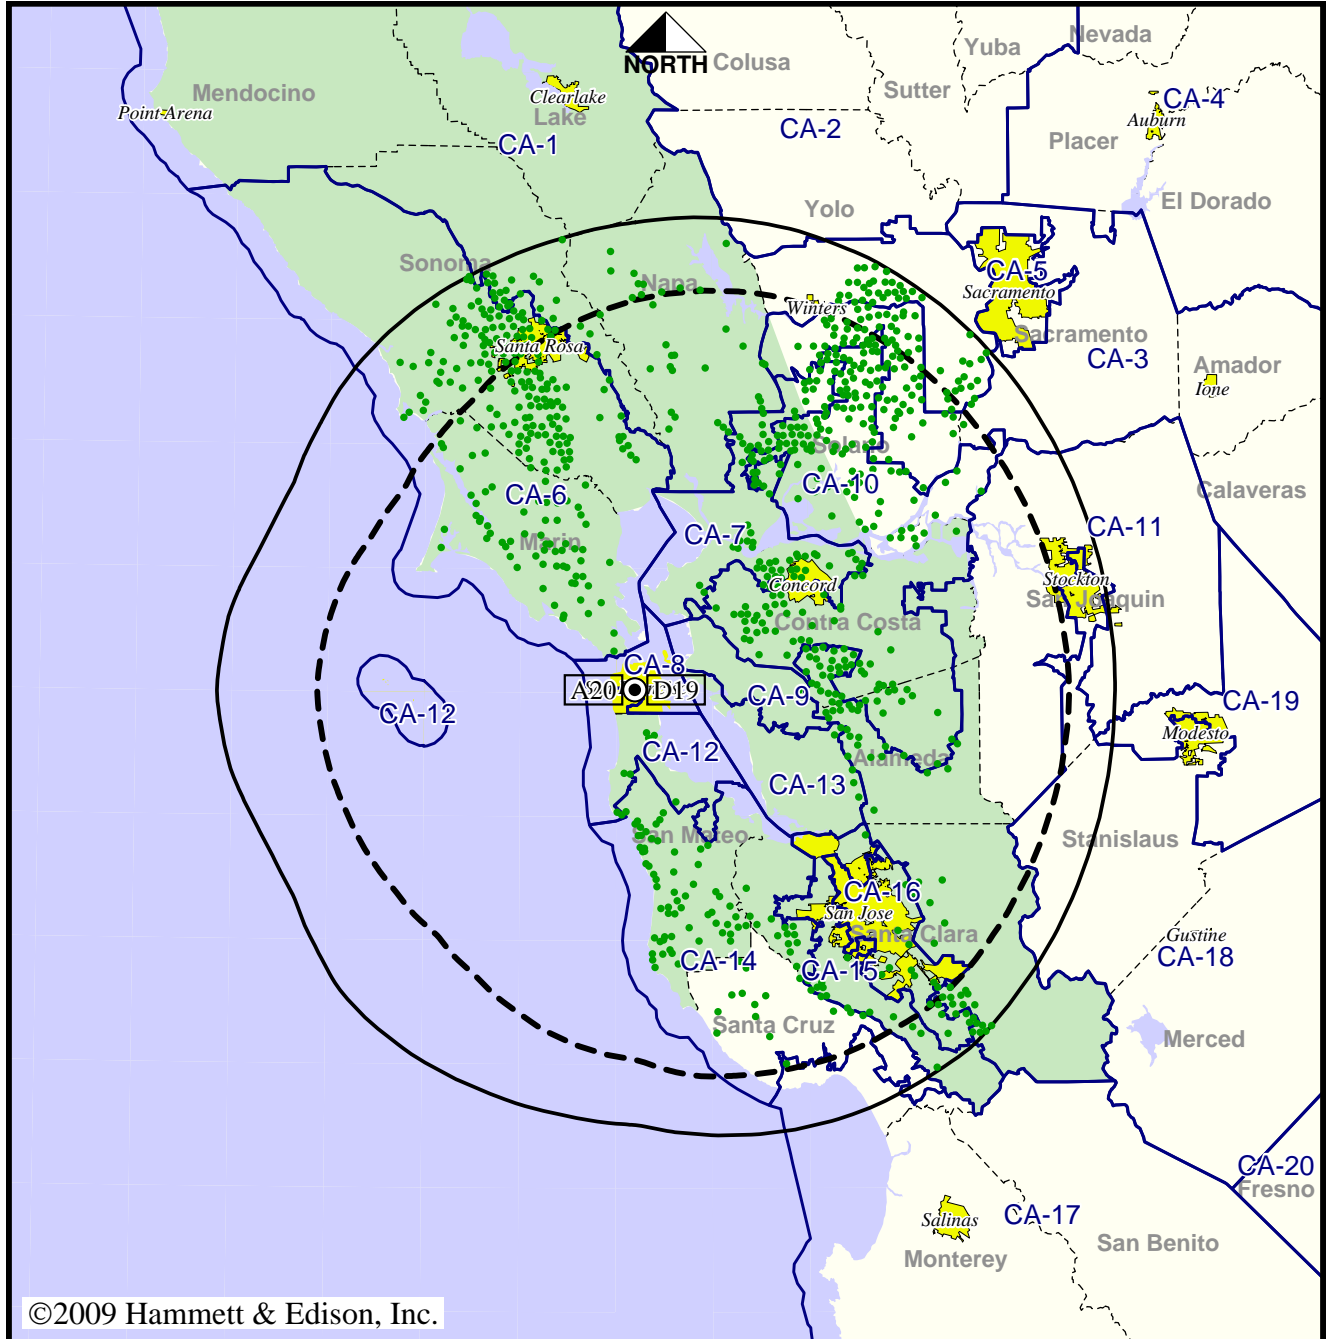 NORTH
Colusa
Yuba
Nevada
Sutter
Mendocino
Point Arena
Clearlake
Lake
CA-1
CA-2
CA-4
Auburn
Placer
Yolo
El Dorado
Sonoma
Napa
CA-5
Sacramento
Winters
Sacramento
CA-3
Santa Rosa
Amador
Ione
Solano
CA-6
CA-10
Calaveras
CA-7
CA-11
Marin
Concord
Stockton
San Joaquin
Contra Costa
CA-8
A20 D19
CA-9
CA-12
CA-19
Modesto
CA-12
Alameda
CA-13
San Mateo
Stanislaus
CA-16
San Jose
Santa Clara
Gustine
CA-14
CA-15
CA-18
Santa Cruz
Merced
CA-20
Fresno
Salinas
CA-17
Monterey
San Benito
©2009 Hammett & Edison, Inc.